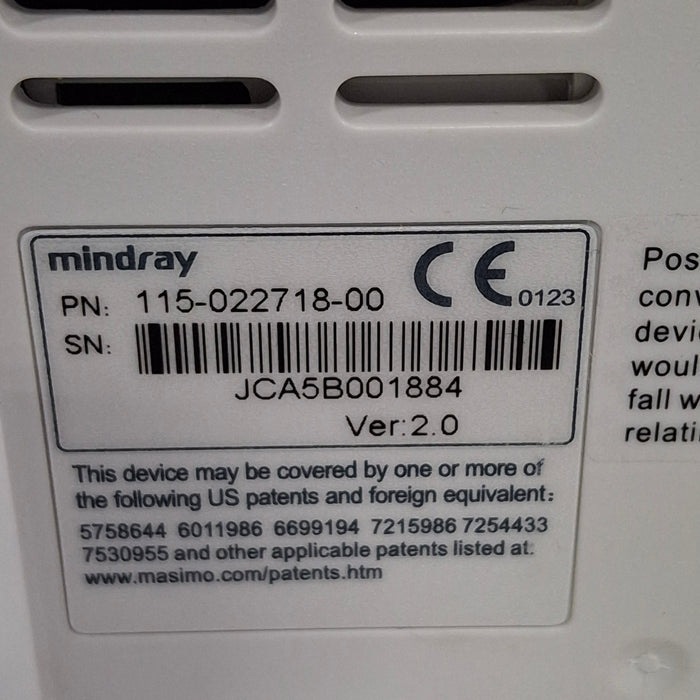 mindray
CE 0123
PN: 115-022718-00
SN:
JCA5B001884
Ver:2.0
This device may be covered by one or more of
the following US patents and foreign equivalent:
5758644 6011986 6699194 7215986 7254433
7530955 and other applicable patents listed at:
www.masimo.com/patents.htm
Pos
conv
devi
woul
fall w
relati